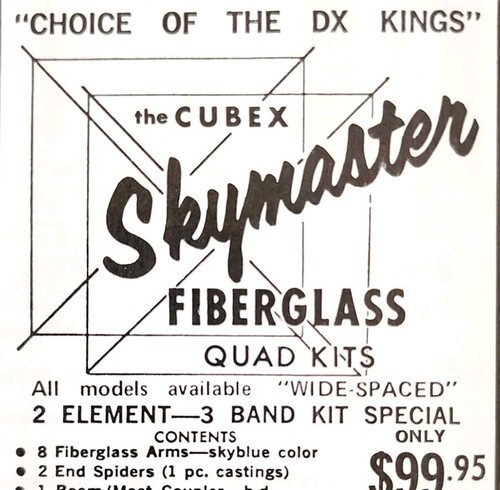 "CHOICE OF THE DX KINGS"
the CUBEX
Skymaster
FIBERGLASS
QUAD KITS
All models available "WIDE-SPACED"
2 ELEMENT—3 BAND KIT SPECIAL
CONTENTS ONLY
• 8 Fiberglass Arms—skyblue color
• 2 End Spiders (1 pc. castings) $99.95